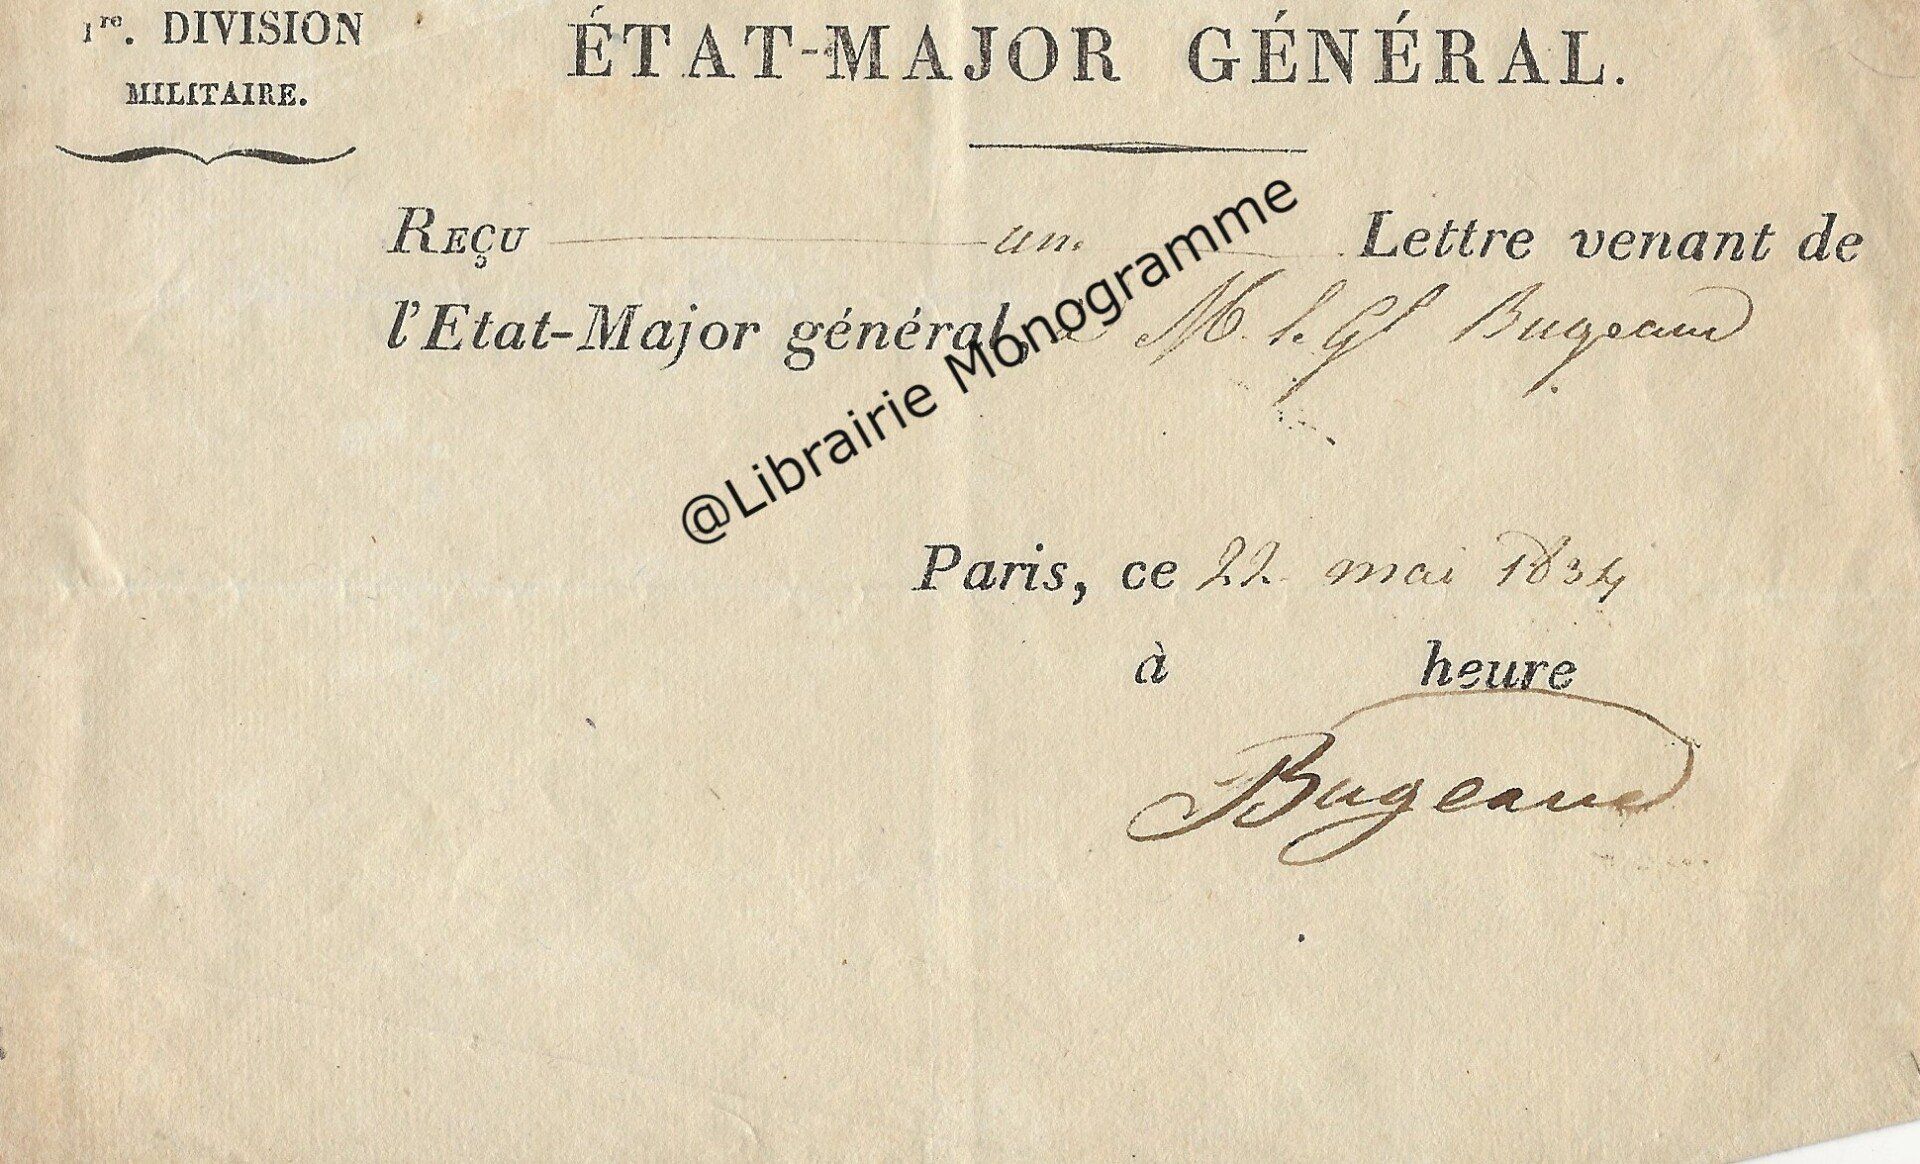 1re. DIVISION
MILITAIRE.
ÉTAT-MAJOR GÉNÉRAL.
REÇU un Lettre venant de
l'Etat-Major général, à M. le Gl Bugeaud
@Librairie Monogramme
Paris, ce 22 mai 1834
à heure
Bugeaud